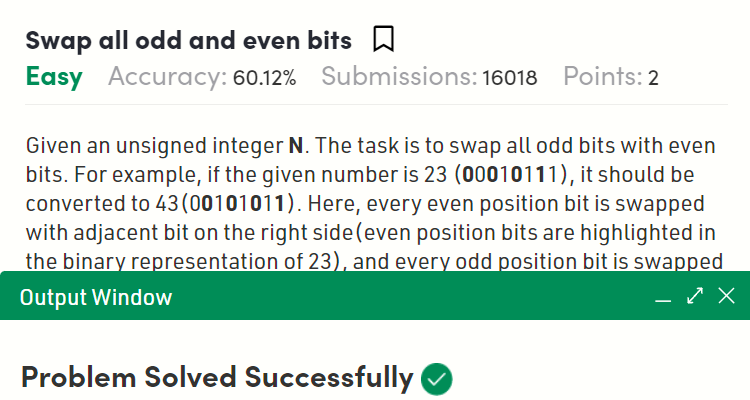 Swap all odd and even bits
Easy Accuracy: 60.12% Submissions: 16018 Points: 2
Given an unsigned integer N. The task is to swap all odd bits with even
bits. For example, if the given number is 23 (00010111), it should be
converted to 43(00101011). Here, every even position bit is swapped
with adjacent bit on the right side(even position bits are highlighted in
the binary representation of 23), and every odd position bit is swapped
Output Window
Problem Solved Successfully